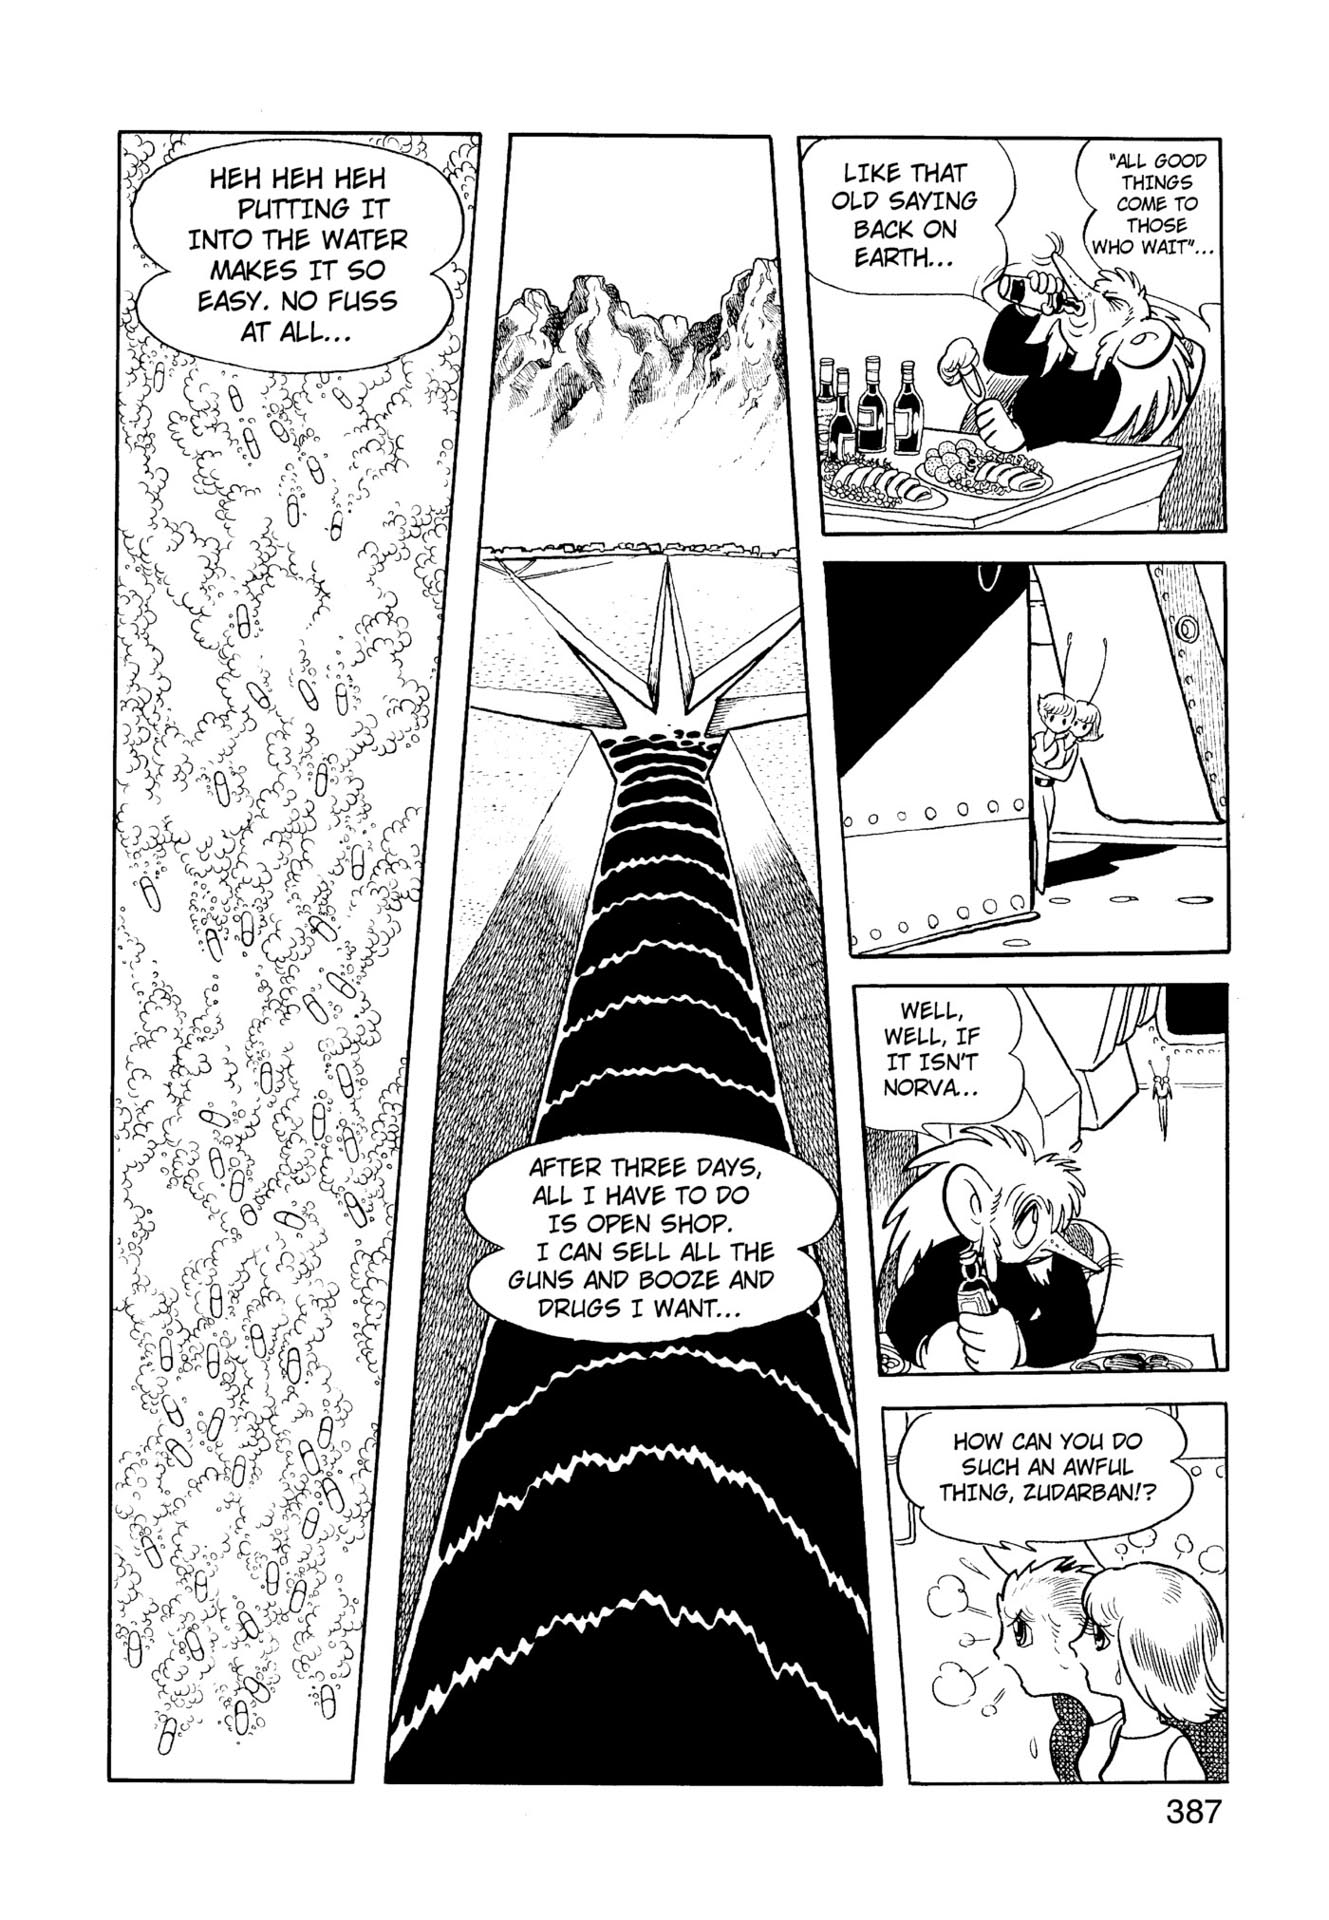 HEH HEH HEH
PUTTING IT
INTO THE WATER
MAKES IT SO
EASY. NO FUSS
AT ALL...
AFTER THREE DAYS,
ALL I HAVE TO DO
IS OPEN SHOP.
I CAN SELL ALL THE
GUNS AND BOOZE AND
DRUGS I WANT...
LIKE THAT
OLD SAYING
BACK ON
EARTH...
"ALL GOOD
THINGS
COME TO
THOSE
WHO WAIT"...
WELL,
WELL, IF
IT ISN'T
NORVA...
HOW CAN YOU DO
SUCH AN AWFUL
THING, ZUDARBAN!?
387